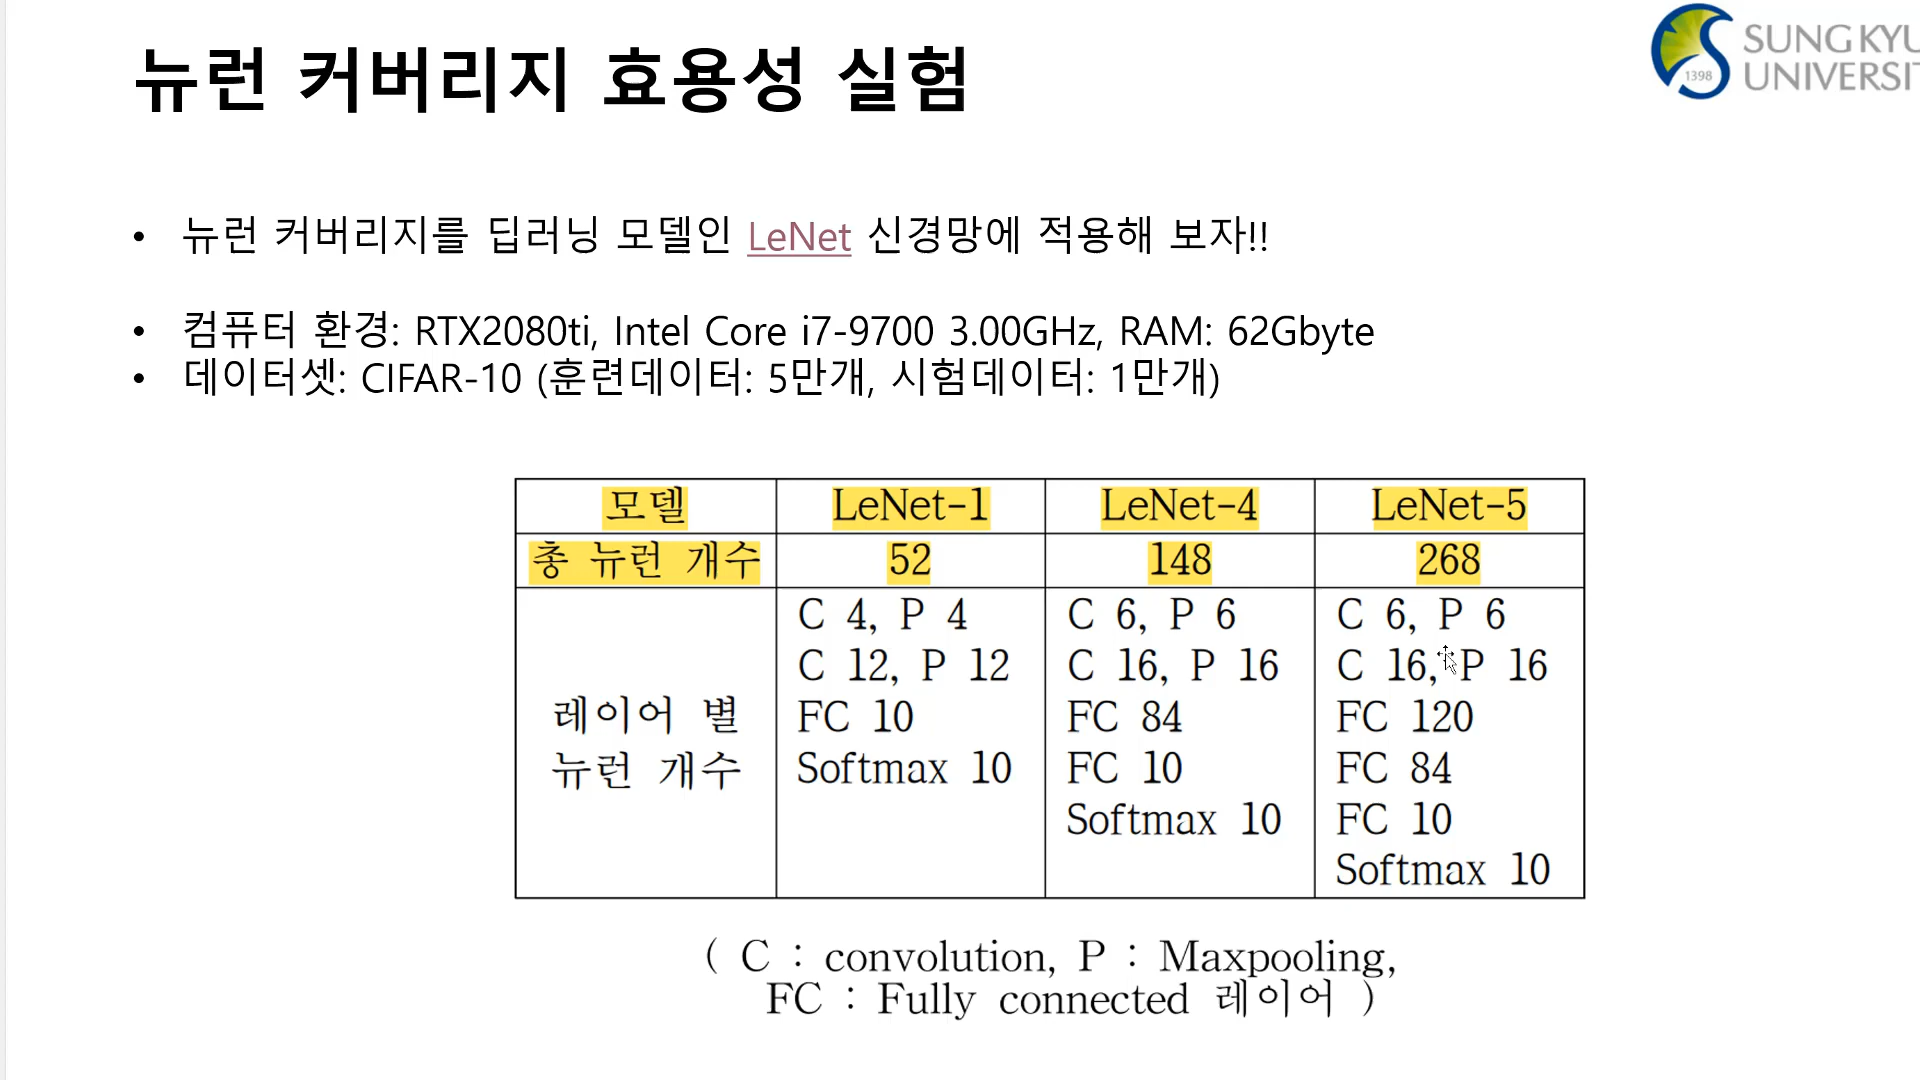 뉴런 커버리지 효용성 실험
SUNGKYU
UNIVERSIT
1398
• 뉴런 커버리지를 딥러닝 모델인 LeNet 신경망에 적용해 보자!!
• 컴퓨터 환경: RTX2080ti, Intel Core i7-9700 3.00GHz, RAM: 62Gbyte
• 데이터셋: CIFAR-10 (훈련데이터: 5만개, 시험데이터: 1만개)
모델 LeNet-1 LeNet-4 LeNet-5
총 뉴런 개수 52 148 268
레이어 별
뉴런 개수
C 4, P 4
C 12, P 12
FC 10
Softmax 10
C 6, P 6
C 16, P 16
FC 84
FC 10
Softmax 10
C 6, P 6
C 16, P 16
FC 120
FC 84
FC 10
Softmax 10
( C : convolution, P : Maxpooling,
FC : Fully connected 레이어 )